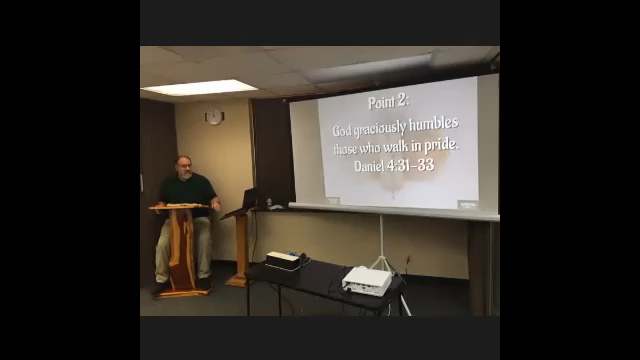 Point 2:
God graciously humbles
those who walk in pride.
Daniel 4:31-33